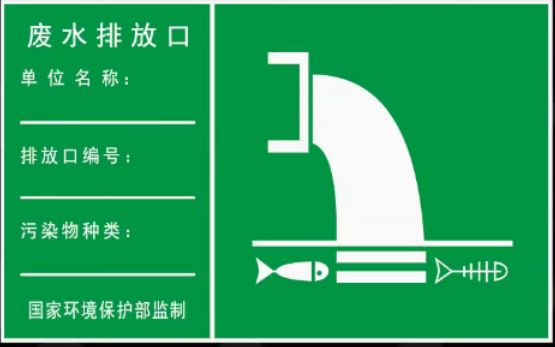 废水排放口
单位名称：
排放口编号：
污染物种类：
国家环境保护部监制